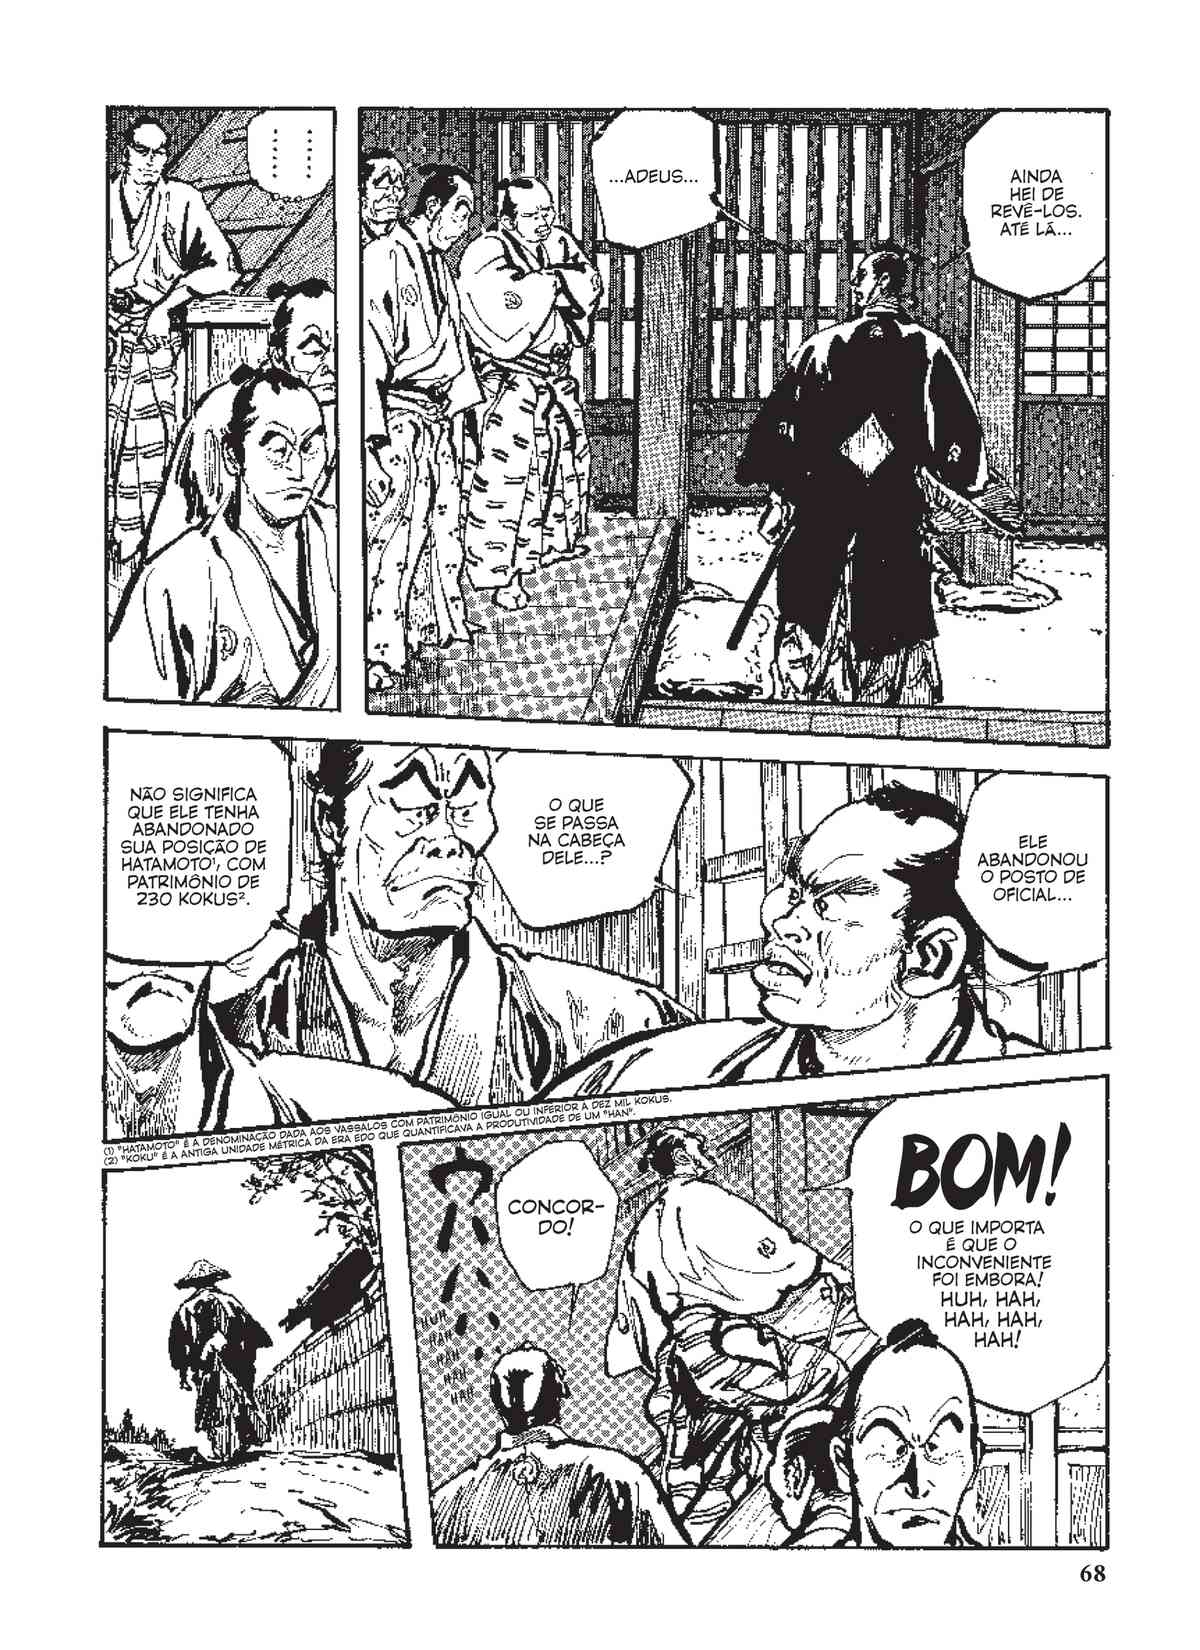 AINDA
HEI DE
REVÊ-LOS.
ATÉ LÁ...
...ADEUS...
......
......
ELE
ABANDONOU
O POSTO DE
OFICIAL...
O QUE
SE PASSA
NA CABEÇA
DELE...?
NÃO SIGNIFICA
QUE ELE TENHA
ABANDONADO
SUA POSIÇÃO DE
HATAMOTO¹, COM
PATRIMÔNIO DE
230 KOKUS².
(1) "HATAMOTO" É A DENOMINAÇÃO DADA AOS VASSALOS COM PATRIMÔNIO IGUAL OU INFERIOR A DEZ MIL KOKUS.
(2) "KOKU" É A ANTIGA UNIDADE MÉTRICA DA ERA EDO QUE QUANTIFICAVA A PRODUTIVIDADE DE UM "HAN".
BOM!
O QUE IMPORTA
É QUE O
INCONVENIENTE
FOI EMBORA!
HUH, HAH,
HAH, HAH,
HAH!
CONCOR-
DO!
HUH
HAH
HAH
HAH
HAH
68